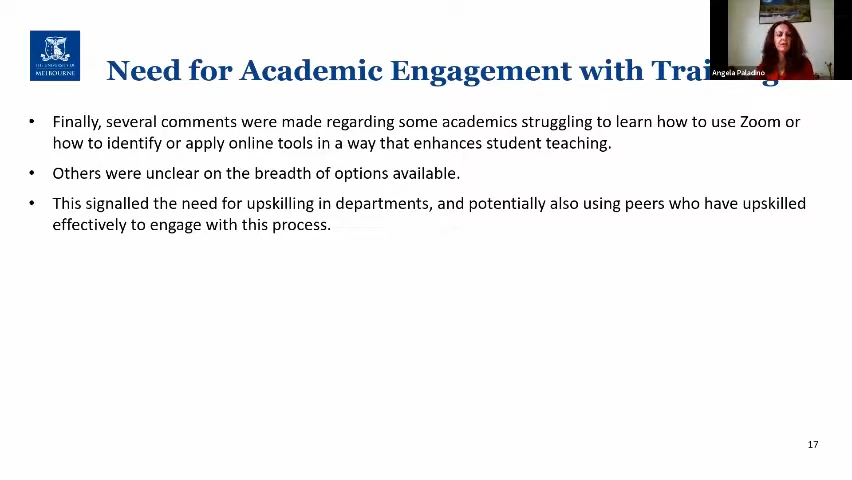 THE UNIVERSITY OF
MELBOURNE
Need for Academic Engagement with Trai
Angela Paladino
• Finally, several comments were made regarding some academics struggling to learn how to use Zoom or
how to identify or apply online tools in a way that enhances student teaching.
• Others were unclear on the breadth of options available.
• This signalled the need for upskilling in departments, and potentially also using peers who have upskilled
effectively to engage with this process.
17